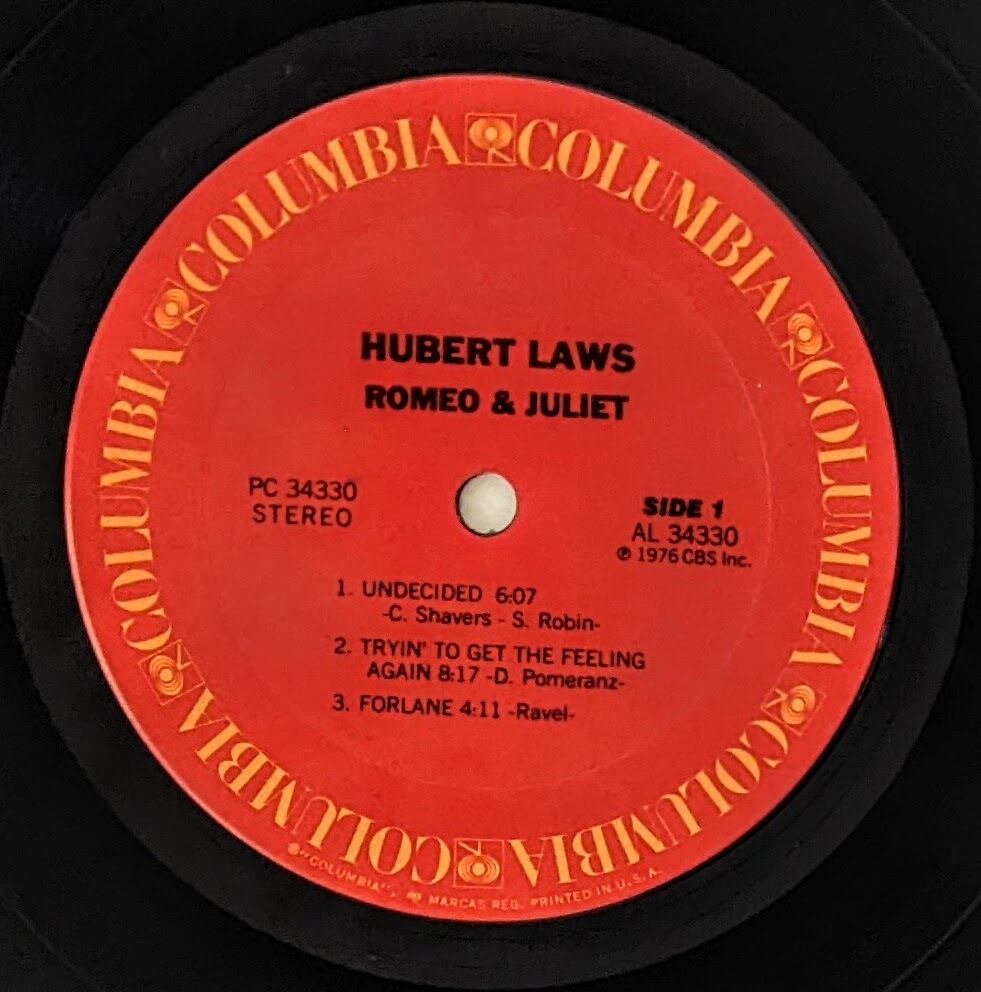 COLUMBIA COLUMBIA COLUMBIA COLUMBIA COLUMBIA COLUMBIA
HUBERT LAWS
ROMEO & JULIET
PC 34330
STEREO
SIDE 1
AL 34330
℗ 1976 CBS Inc.
1. UNDECIDED 6:07
-C. Shavers - S. Robin-
2. TRYIN' TO GET THE FEELING
AGAIN 8:17 -D. Pomeranz-
3. FORLANE 4:11 -Ravel-
"COLUMBIA", MARCAS REG. PRINTED IN U.S.A.